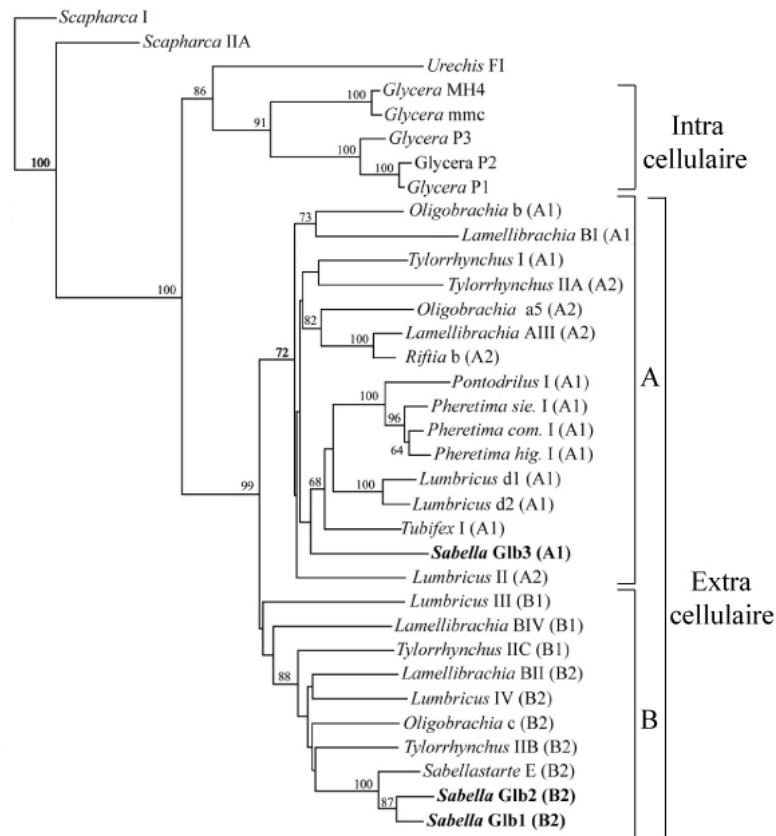 Scapharca I
Scapharca IIA
Urechis FI
86
Glycera MH4
100
Glycera mmc
91
Glycera P3
100
Glycera P2
100
Glycera P1
Intra
cellulaire
100
Oligobrachia b (A1)
73
Lamellibrachia BI (A1
Tylorrhynchus I (A1)
100
Tylorrhynchus IIA (A2)
Oligobrachia a5 (A2)
82
Lamellibrachia AIII (A2)
100
72
Riftia b (A2)
A
Pontodrilus I (A1)
100
Pheretima sie. I (A1)
96
Pheretima com. I (A1)
64
Pheretima hig. I (A1)
68
Lumbricus d1 (A1)
99
100
Lumbricus d2 (A1)
Tubifex I (A1)
Sabella Glb3 (A1)
Lumbricus II (A2)
Extra
cellulaire
Lumbricus III (B1)
Lamellibrachia BIV (B1)
Tylorrhynchus IIC (B1)
88
Lamellibrachia BII (B2)
Lumbricus IV (B2)
B
Oligobrachia c (B2)
Tylorrhynchus IIB (B2)
Sabellastarte E (B2)
100
Sabella Glb2 (B2)
87
Sabella Glb1 (B2)